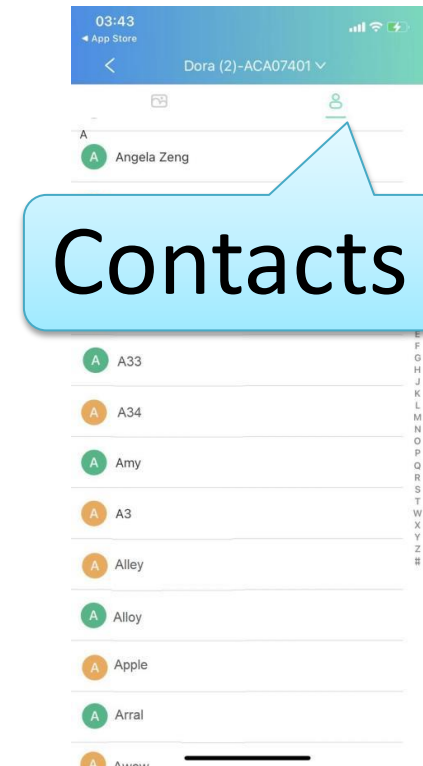 03:43
◀ App Store
Dora (2)-ACA07401
A
A Angela Zeng
Contacts
E
F
G
H
J
K
L
M
N
O
P
Q
R
S
T
W
X
Y
Z
#
A A33
A A34
A Amy
A A3
A Alley
A Alloy
A Apple
A Arral
A